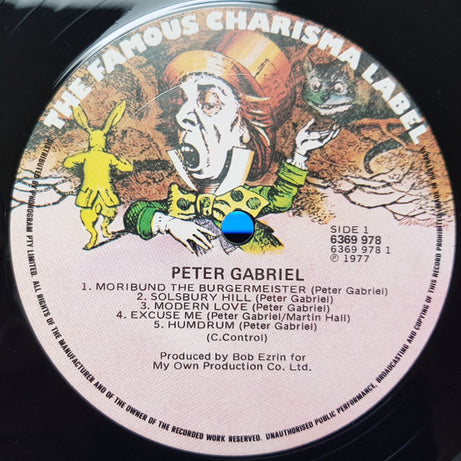 THE FAMOUS CHARISMA LABEL
SIDE 1
6369 978
6369 978 1
℗ 1977
PETER GABRIEL
1. MORIBUND THE BURGERMEISTER (Peter Gabriel)
2. SOLSBURY HILL (Peter Gabriel)
3. MODERN LOVE (Peter Gabriel)
4. EXCUSE ME (Peter Gabriel/Martin Hall)
5. HUMDRUM (Peter Gabriel)
(C.Control)
Produced by Bob Ezrin for
My Own Production Co. Ltd.
DISTRIBUTED BY PHONOGRAM PTY LIMITED. ALL RIGHTS OF THE MANUFACTURER AND OF THE OWNER OF THE RECORDED WORK RESERVED. UNAUTHORISED PUBLIC PERFORMANCE, BROADCASTING AND COPYING OF THIS RECORD PROHIBITED.